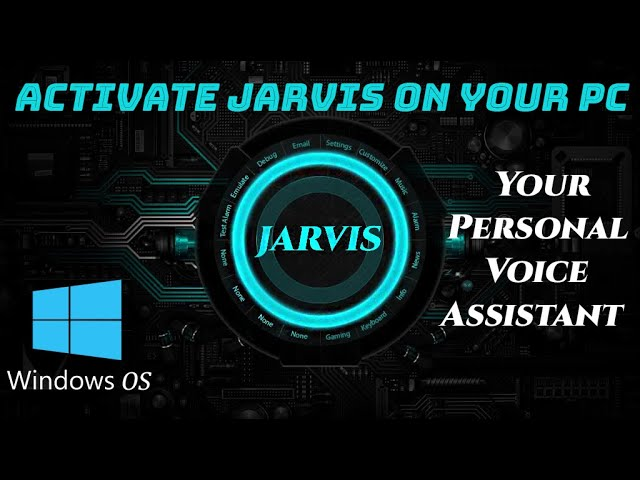 ACTIVATE JARVIS ON YOUR PC
Settings
Customize
Music
Alarm
News
Info
Keyboard
Gaming
None
None
None
None
None
Test Alarm
Emulate
Debug
Email
JARVIS
YOUR
PERSONAL
VOICE
ASSISTANT
Windows OS